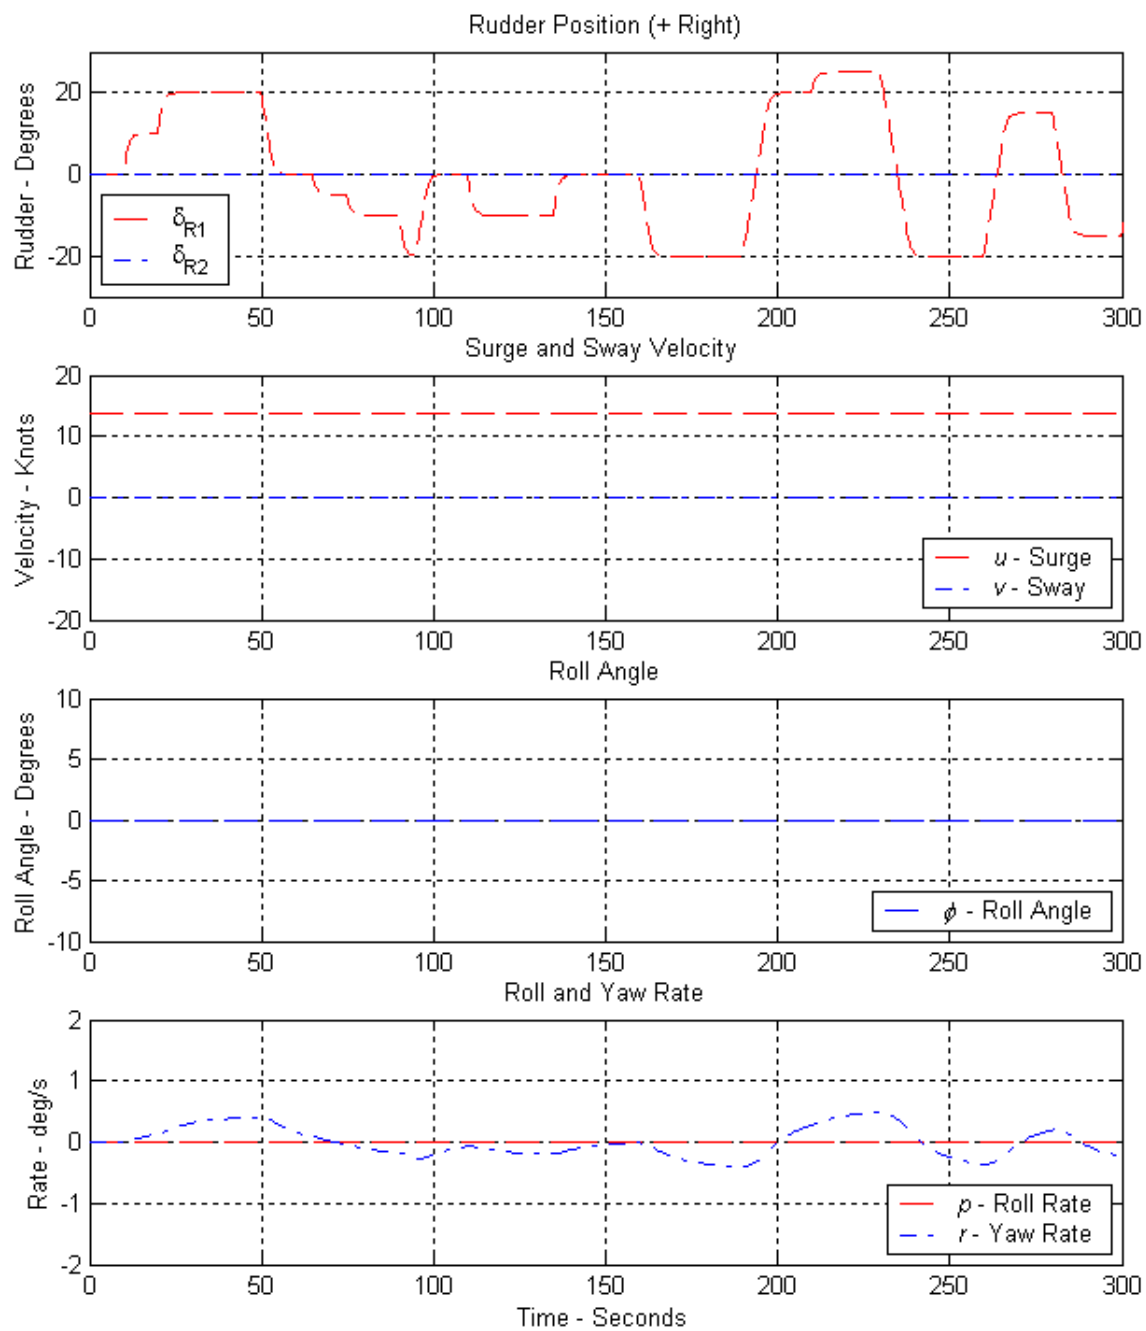 Rudder Position (+ Right)
Rudder - Degrees
20
0
-20
δR1
δR2
0 50 100 150 200 250 300
Surge and Sway Velocity
Velocity - Knots
20
10
0
-10
-20
u - Surge
v - Sway
0 50 100 150 200 250 300
Roll Angle
Roll Angle - Degrees
10
5
0
-5
-10
ϕ - Roll Angle
0 50 100 150 200 250 300
Roll and Yaw Rate
Rate - deg/s
2
1
0
-1
-2
p - Roll Rate
r - Yaw Rate
0 50 100 150 200 250 300
Time - Seconds